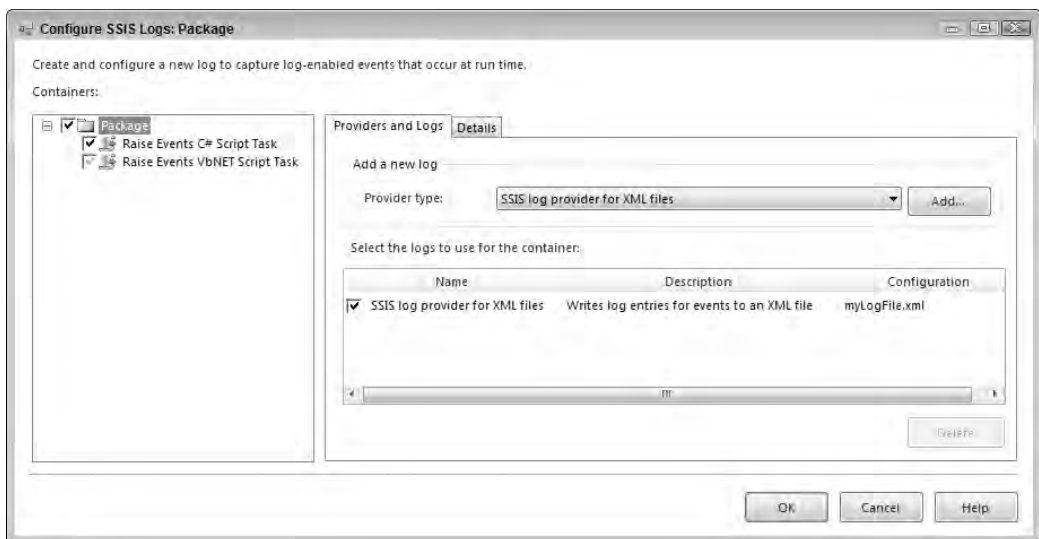 Configure SSIS Logs: Package
Create and configure a new log to capture log-enabled events that occur at run time.
Containers:
Package
Raise Events C# Script Task
Raise Events VbNET Script Task
Providers and Logs Details
Add a new log
Provider type: SSIS log provider for XML files Add...
Select the logs to use for the container:
Name Description Configuration
SSIS log provider for XML files Writes log entries for events to an XML file myLogFile.xml
Delete
OK Cancel Help